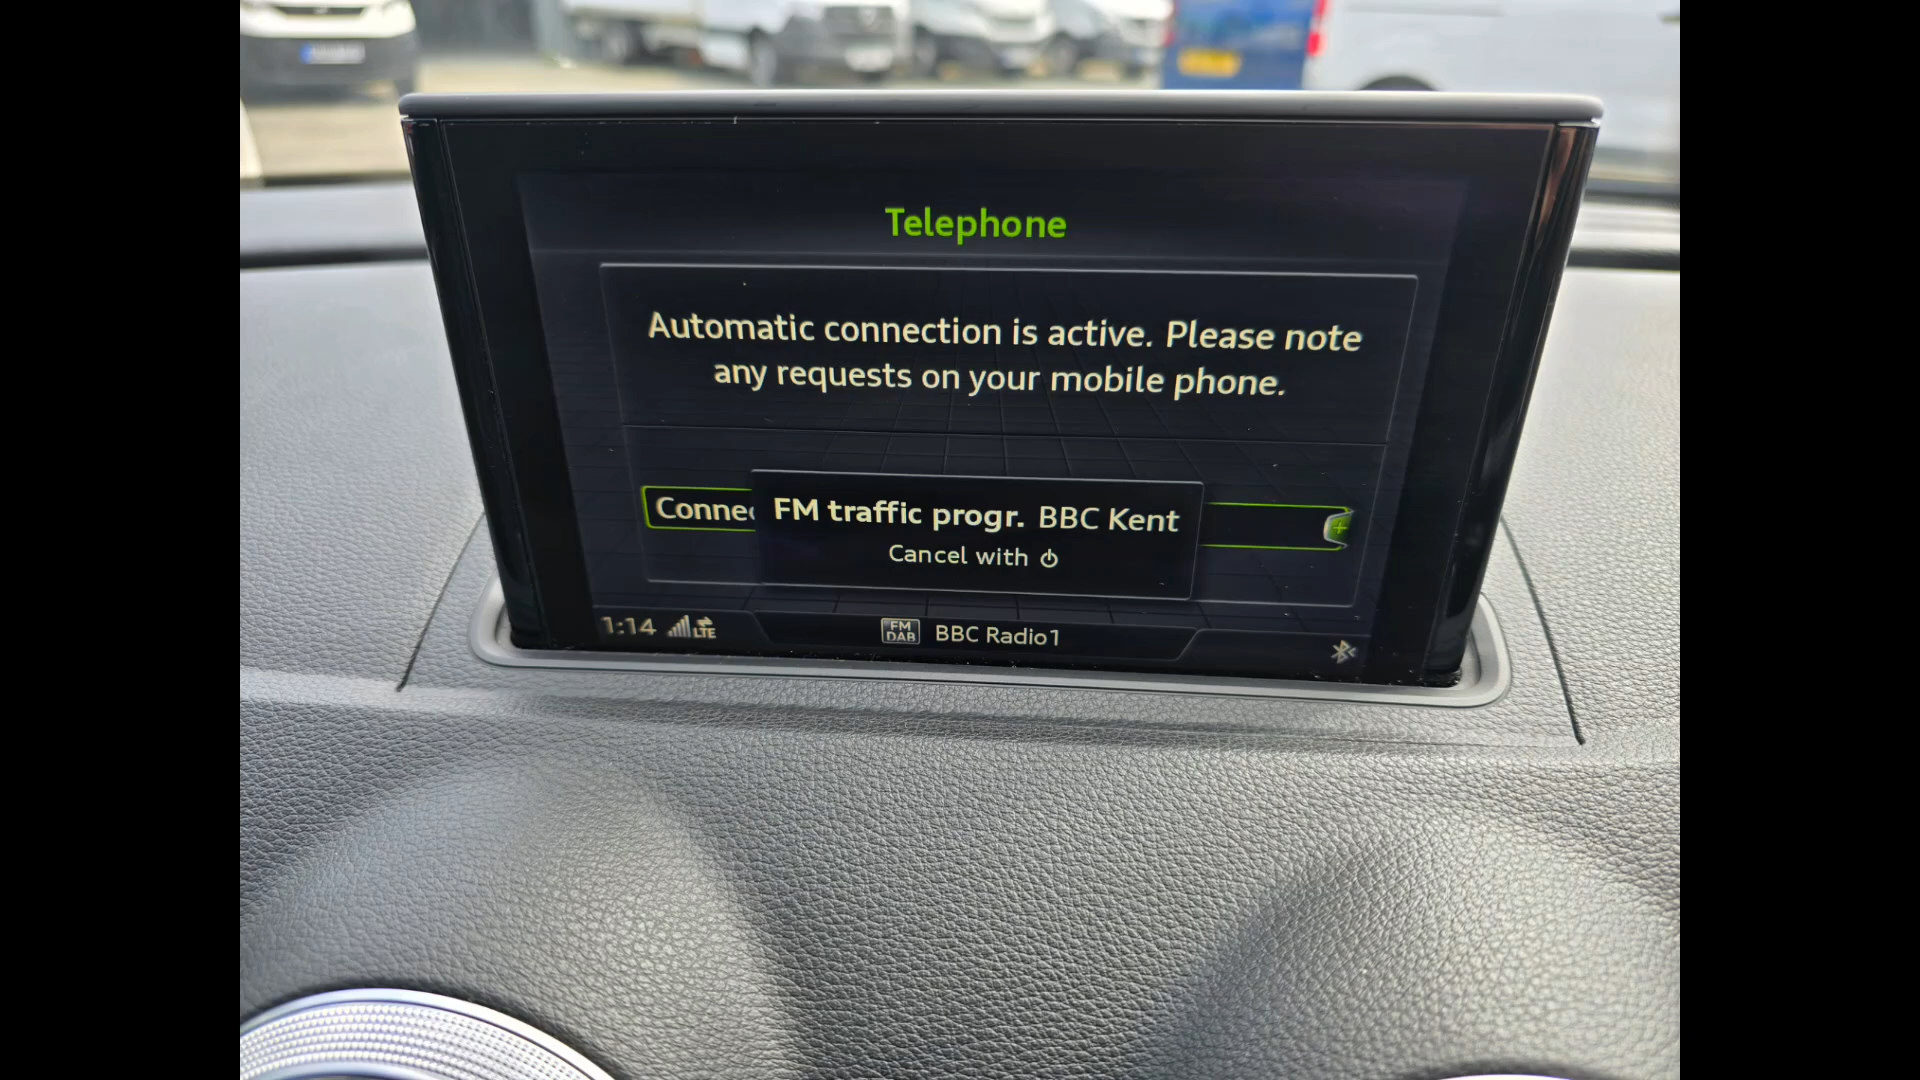 Telephone
Automatic connection is active. Please note
any requests on your mobile phone.
Connec
FM traffic progr. BBC Kent
Cancel with ⏻
1:14 LTE
FM
DAB
BBC Radio1